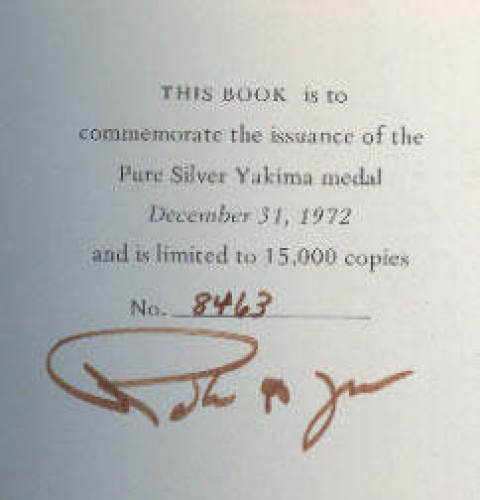 THIS BOOK is to
commemorate the issuance of the
Pure Silver Yakima medal
December 31, 1972
and is limited to 15,000 copies
No. 8463